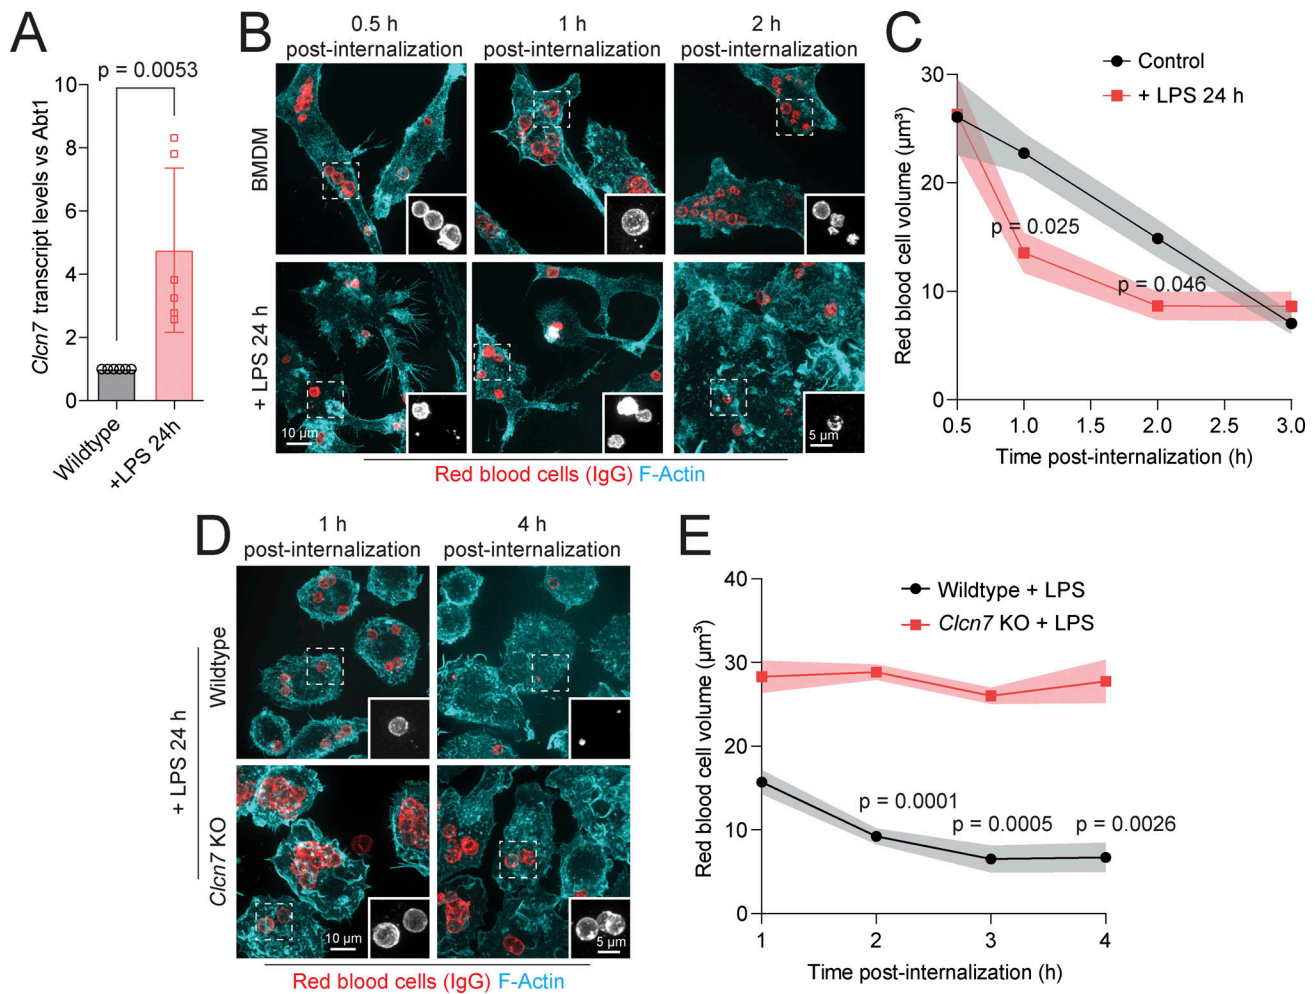 A
p = 0.0053
Clcn7 transcript levels vs Abt1
10
8
6
4
2
0
Wildtype
+LPS 24h
B
0.5 h
post-internalization
1 h
post-internalization
2 h
post-internalization
BMDM
+ LPS 24 h
10 µm
5 µm
Red blood cells (IgG) F-Actin
C
Control
+ LPS 24 h
Red blood cell volume (µm³)
30
20
10
0
p = 0.025
p = 0.046
0.5
1.0
2.0
3.0
Time post-internalization (h)
D
1 h
post-internalization
4 h
post-internalization
+ LPS 24 h
Wildtype
Clcn7 KO
10 µm
5 µm
Red blood cells (IgG) F-Actin
E
Wildtype + LPS
Clcn7 KO + LPS
Red blood cell volume (µm³)
40
30
20
10
0
p = 0.0001
p = 0.0005
p = 0.0026
1
2
3
4
Time post-internalization (h)